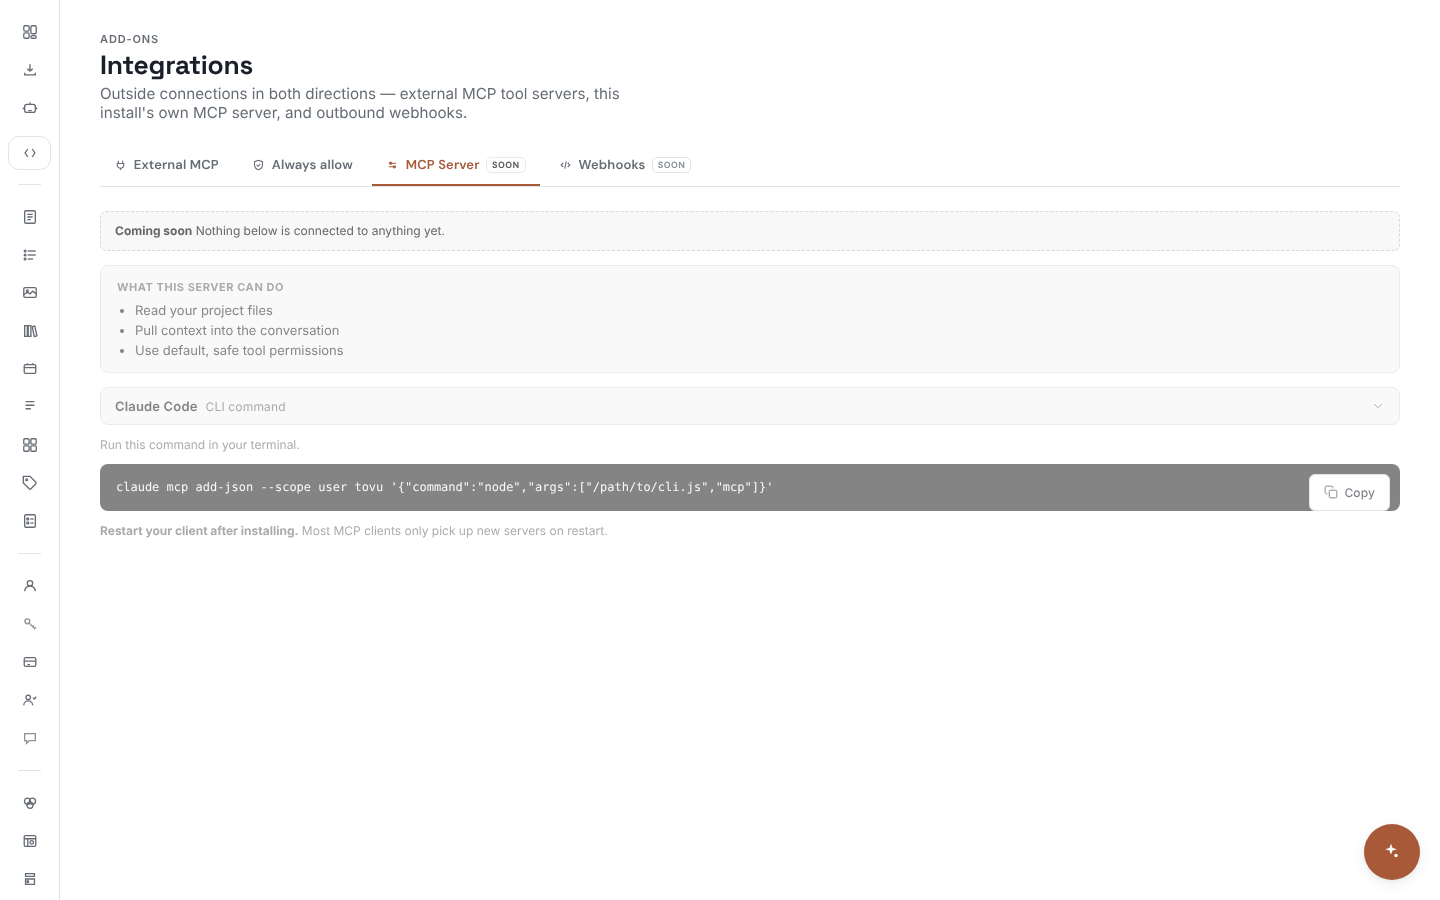 ADD-ONS
Integrations
Outside connections in both directions — external MCP tool servers, this
install's own MCP server, and outbound webhooks.
External MCP
Always allow
MCP Server SOON
Webhooks SOON
Coming soon Nothing below is connected to anything yet.
WHAT THIS SERVER CAN DO
• Read your project files
• Pull context into the conversation
• Use default, safe tool permissions
Claude Code CLI command
Run this command in your terminal.
claude mcp add-json --scope user tovu '{"command":"node","args":["/path/to/cli.js","mcp"]}'
Copy
Restart your client after installing. Most MCP clients only pick up new servers on restart.